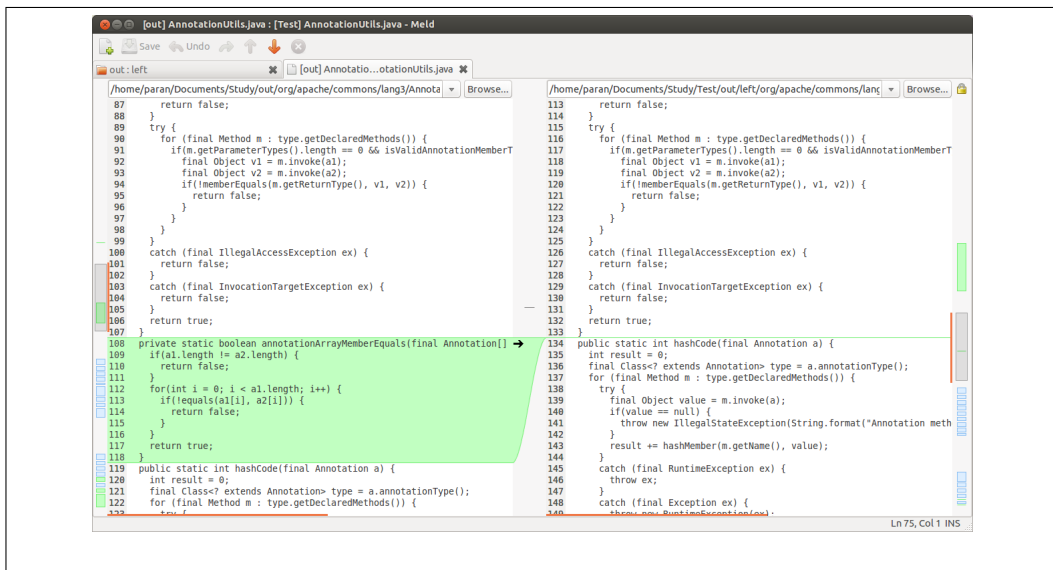 [out] AnnotationUtils.java : [Test] AnnotationUtils.java - Meld
Save Undo
out : left [out] Annotatio…otationUtils.java
/home/paran/Documents/Study/out/org/apache/commons/lang3/Annota Browse...
87 return false;
88 }
89 try {
90 for (final Method m : type.getDeclaredMethods()) {
91 if(m.getParameterTypes().length == 0 && isValidAnnotationMemberT
92 final Object v1 = m.invoke(a1);
93 final Object v2 = m.invoke(a2);
94 if(!memberEquals(m.getReturnType(), v1, v2)) {
95 return false;
96 }
97 }
98 }
99 }
100 catch (final IllegalAccessException ex) {
101 return false;
102 }
103 catch (final InvocationTargetException ex) {
104 return false;
105 }
106 return true;
107 }
108 private static boolean annotationArrayMemberEquals(final Annotation[]
109 if(a1.length != a2.length) {
110 return false;
111 }
112 for(int i = 0; i < a1.length; i++) {
113 if(!equals(a1[i], a2[i])) {
114 return false;
115 }
116 }
117 return true;
118 }
119 public static int hashCode(final Annotation a) {
120 int result = 0;
121 final Class<? extends Annotation> type = a.annotationType();
122 for (final Method m : type.getDeclaredMethods()) {
123 try {
/home/paran/Documents/Study/Test/out/left/org/apache/commons/lang Browse...
113 return false;
114 }
115 try {
116 for (final Method m : type.getDeclaredMethods()) {
117 if(m.getParameterTypes().length == 0 && isValidAnnotationMemberT
118 final Object v1 = m.invoke(a1);
119 final Object v2 = m.invoke(a2);
120 if(!memberEquals(m.getReturnType(), v1, v2)) {
121 return false;
122 }
123 }
124 }
125 }
126 catch (final IllegalAccessException ex) {
127 return false;
128 }
129 catch (final InvocationTargetException ex) {
130 return false;
131 }
132 return true;
133 }
134 public static int hashCode(final Annotation a) {
135 int result = 0;
136 final Class<? extends Annotation> type = a.annotationType();
137 for (final Method m : type.getDeclaredMethods()) {
138 try {
139 final Object value = m.invoke(a);
140 if(value == null) {
141 throw new IllegalStateException(String.format("Annotation meth
142 }
143 result += hashMember(m.getName(), value);
144 }
145 catch (final RuntimeException ex) {
146 throw ex;
147 }
148 catch (final Exception ex) {
149 throw new RuntimeException(ex);
Ln 75, Col 1 INS